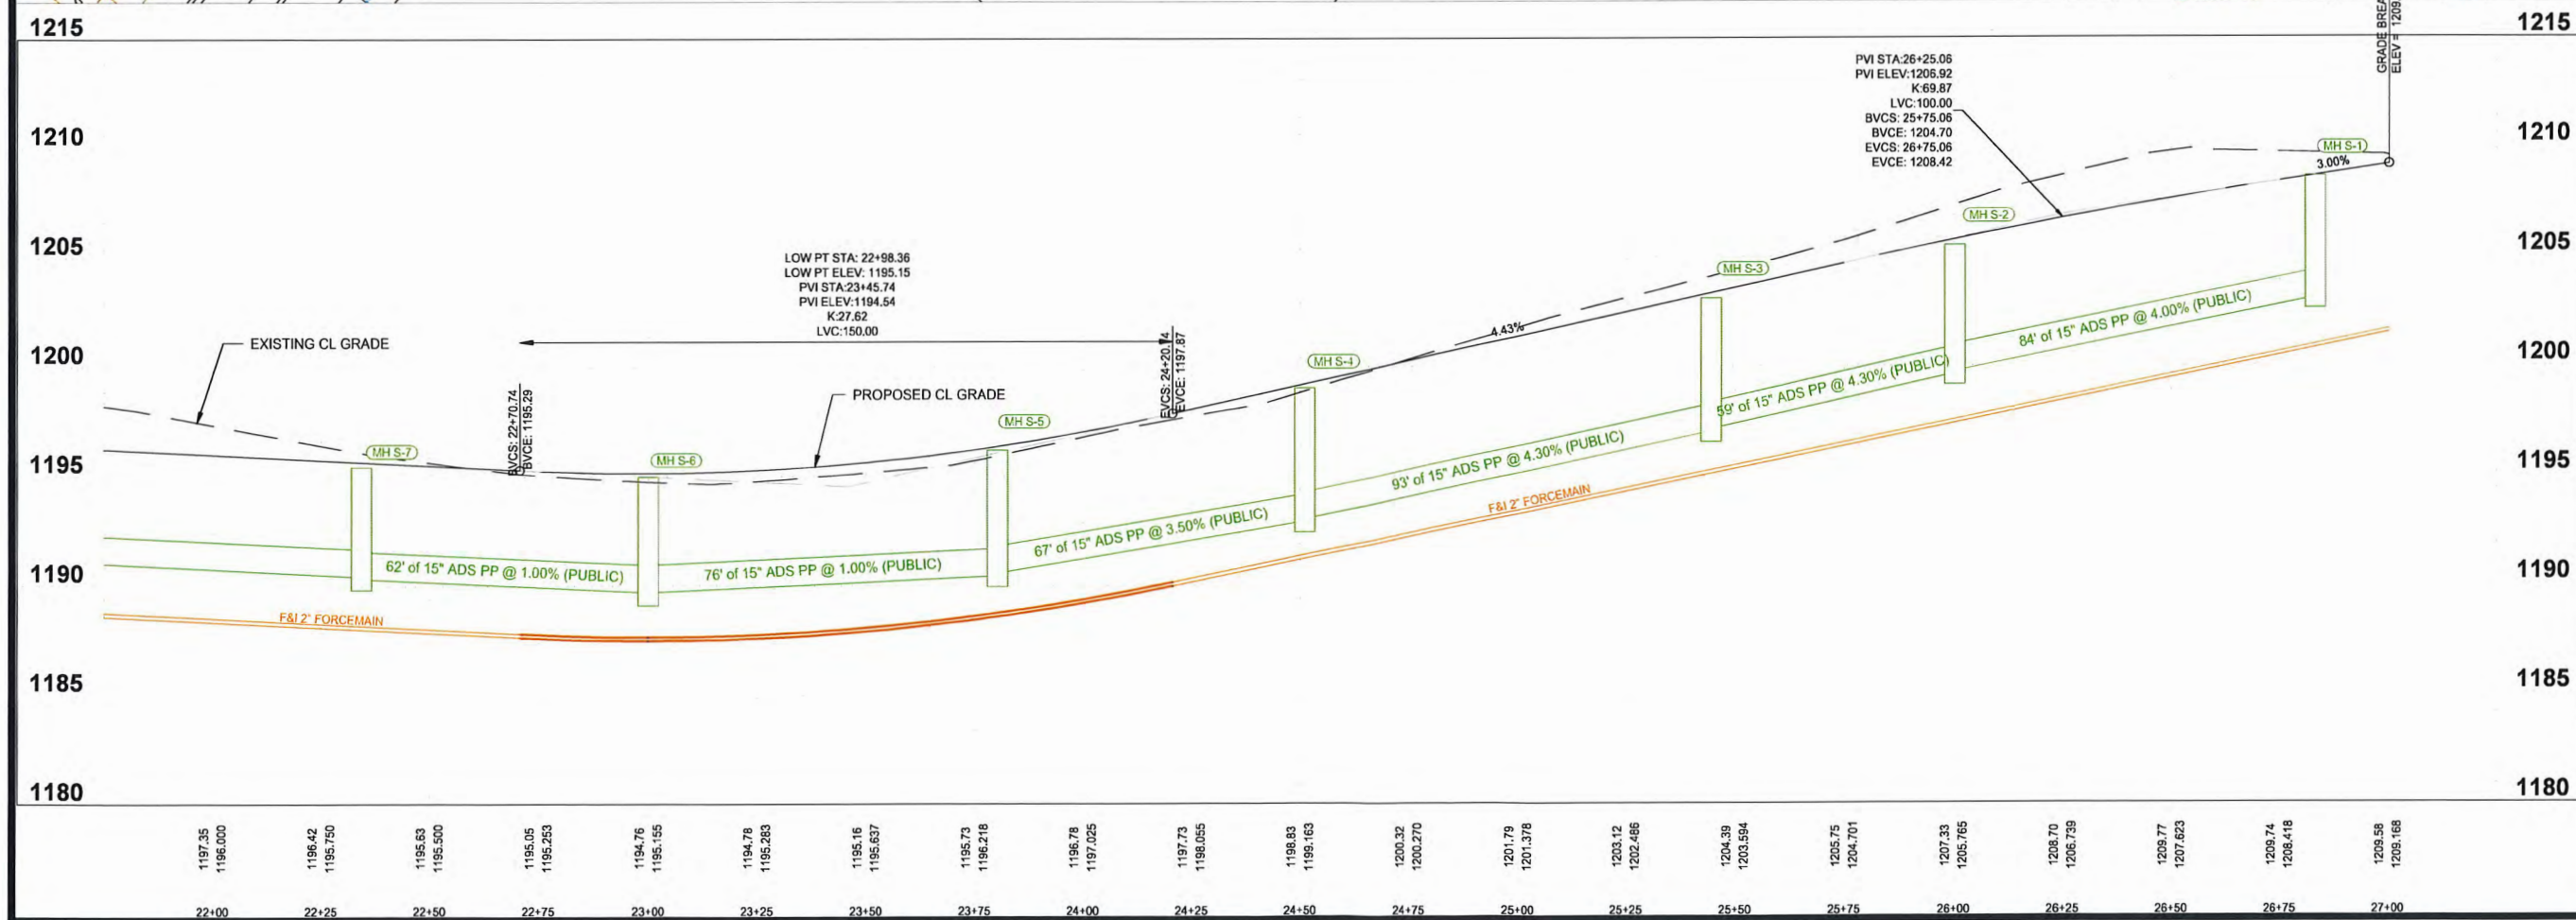 1215
1215
GRADE BREA
ELEV = 1209.
PVI STA:26+25.06
PVI ELEV:1206.92
K:69.87
LVC:100.00
BVCS: 25+75.06
BVCE: 1204.70
EVCS: 26+75.06
EVCE: 1208.42
1210
1210
MH S-1
3.00%
MH S-2
1205
1205
LOW PT STA: 22+98.36
LOW PT ELEV: 1195.15
PVI STA:23+45.74
PVI ELEV:1194.54
K:27.62
LVC:150.00
MH S-3
84' of 15" ADS PP @ 4.00% (PUBLIC)
4.43%
EXISTING CL GRADE
1200
1200
EVCS: 24+20.74
EVCE: 1197.87
MH S-4
59' of 15" ADS PP @ 4.30% (PUBLIC)
PROPOSED CL GRADE
BVCS: 22+70.74
BVCE: 1195.29
MH S-5
MH S-7
MH S-6
1195
1195
93' of 15" ADS PP @ 4.30% (PUBLIC)
F&I 2" FORCEMAIN
67' of 15" ADS PP @ 3.50% (PUBLIC)
62' of 15" ADS PP @ 1.00% (PUBLIC)
76' of 15" ADS PP @ 1.00% (PUBLIC)
1190
1190
F&I 2" FORCEMAIN
1185
1185
1180
1180
1197.35
1196.000
1196.42
1195.750
1195.63
1195.500
1195.05
1195.253
1194.76
1195.155
1194.78
1195.283
1195.16
1195.637
1195.73
1196.218
1196.78
1197.025
1197.73
1198.055
1198.83
1199.163
1200.32
1200.270
1201.79
1201.378
1203.12
1202.486
1204.39
1203.594
1205.75
1204.701
1207.33
1205.765
1208.70
1206.739
1209.77
1207.623
1209.74
1208.418
1209.58
1209.168
22+00 22+25 22+50 22+75 23+00 23+25 23+50 23+75 24+00 24+25 24+50 24+75 25+00 25+25 25+50 25+75 26+00 26+25 26+50 26+75 27+00